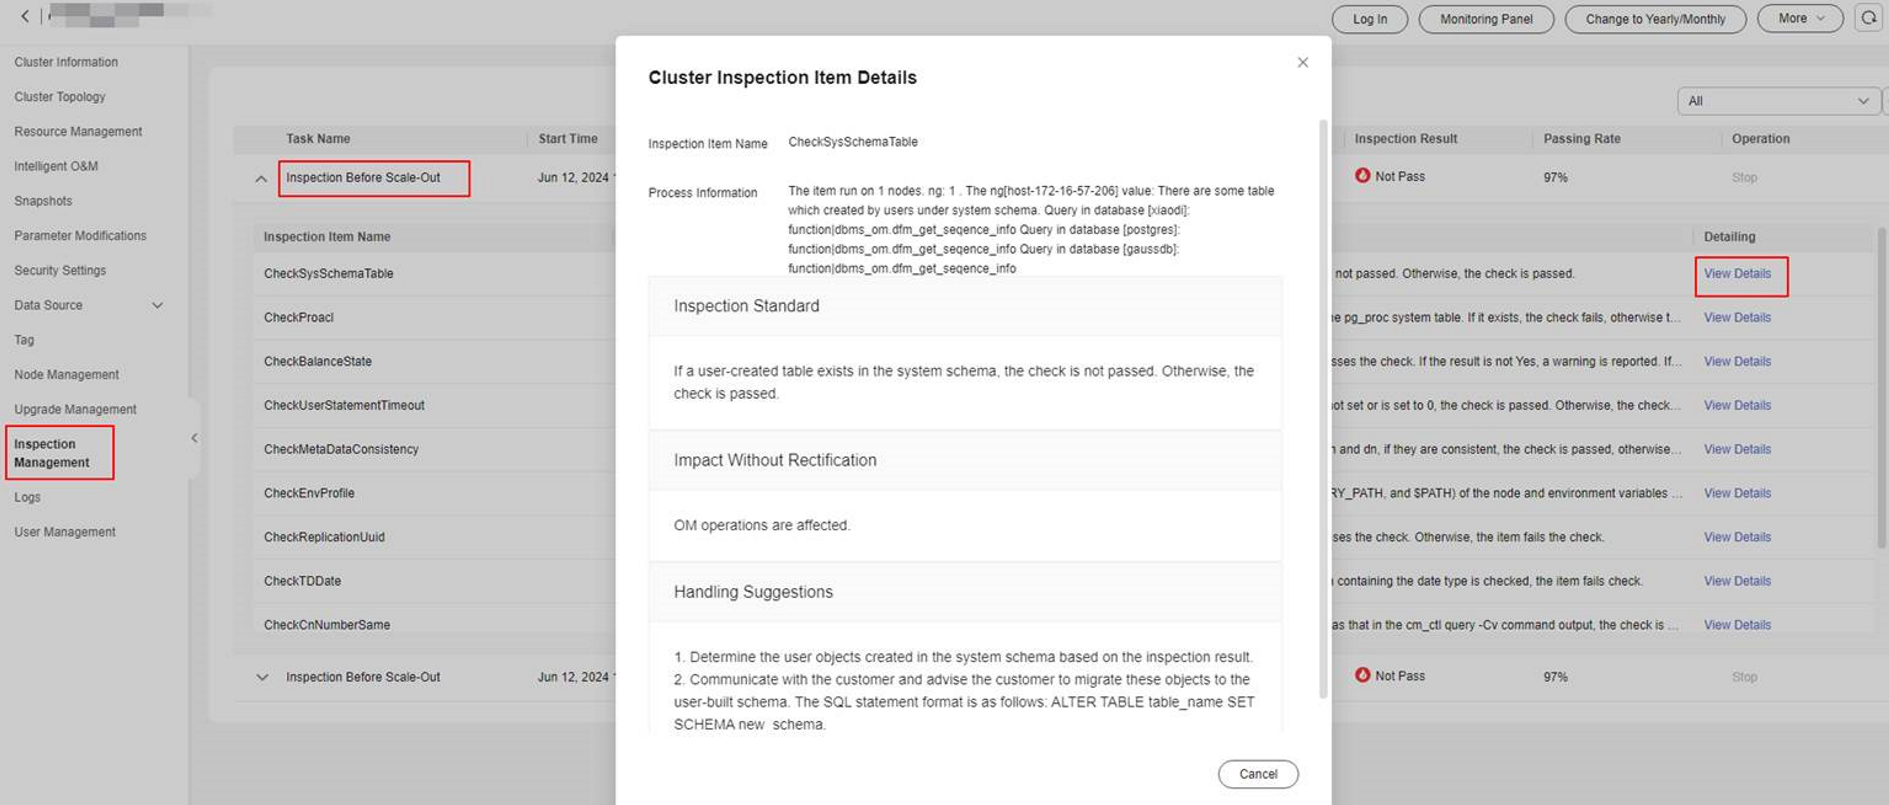 Log In
Monitoring Panel
Change to Yearly/Monthly
More
Cluster Information
Cluster Topology
Resource Management
Intelligent O&M
Snapshots
Parameter Modifications
Security Settings
Data Source
Tag
Node Management
Upgrade Management
Inspection
Management
Logs
User Management
All
Task Name
Start Time
Inspection Result
Passing Rate
Operation
Inspection Before Scale-Out
Jun 12, 2024
Not Pass
97%
Stop
Inspection Item Name
Detailing
CheckSysSchemaTable
not passed. Otherwise, the check is passed.
View Details
CheckProacl
pg_proc system table. If it exists, the check fails, otherwise t...
View Details
CheckBalanceState
sses the check. If the result is not Yes, a warning is reported. If...
View Details
CheckUserStatementTimeout
ot set or is set to 0, the check is passed. Otherwise, the check...
View Details
CheckMetaDataConsistency
and dn, if they are consistent, the check is passed, otherwise...
View Details
CheckEnvProfile
RY_PATH, and $PATH) of the node and environment variables ...
View Details
CheckReplicationUuid
ses the check. Otherwise, the item fails the check.
View Details
CheckTDDate
containing the date type is checked, the item fails check.
View Details
CheckCnNumberSame
as that in the cm_ctl query -Cv command output, the check is ...
View Details
Inspection Before Scale-Out
Jun 12, 2024
Not Pass
97%
Stop
Cluster Inspection Item Details
Inspection Item Name
CheckSysSchemaTable
Process Information
The item run on 1 nodes. ng: 1 . The ng[host-172-16-57-206] value: There are some table
which created by users under system schema. Query in database [xiaodi]:
function|dbms_om.dfm_get_seqence_info Query in database [postgres]:
function|dbms_om.dfm_get_seqence_info Query in database [gaussdb]:
function|dbms_om.dfm_get_seqence_info
Inspection Standard
If a user-created table exists in the system schema, the check is not passed. Otherwise, the
check is passed.
Impact Without Rectification
OM operations are affected.
Handling Suggestions
1. Determine the user objects created in the system schema based on the inspection result.
2. Communicate with the customer and advise the customer to migrate these objects to the
user-built schema. The SQL statement format is as follows: ALTER TABLE table_name SET
SCHEMA new_schema.
Cancel